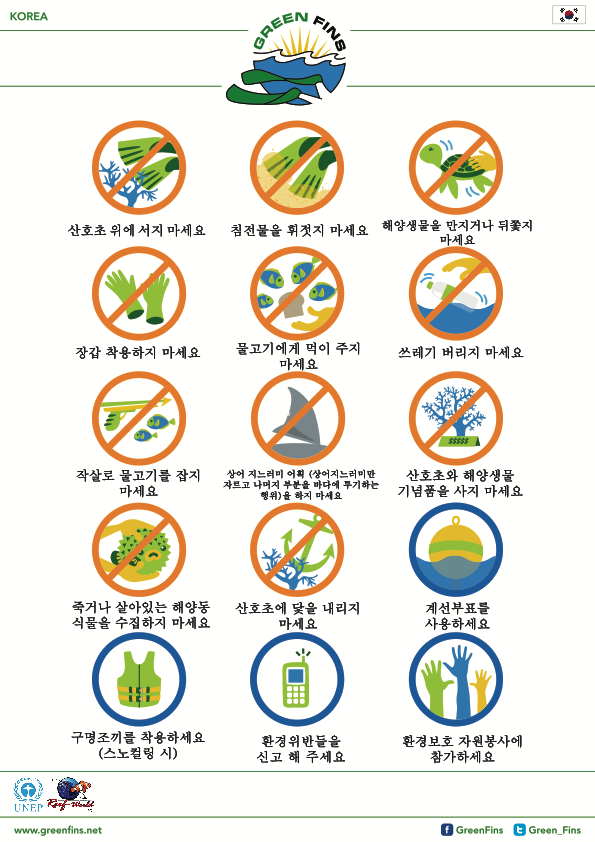 KOREA
GREEN FINS
산호초 위에 서지 마세요
침전물을 휘젓지 마세요
해양생물을 만지거나 뒤쫓지
마세요
장갑 착용하지 마세요
물고기에게 먹이 주지
마세요
쓰레기 버리지 마세요
작살로 물고기를 잡지
마세요
상어 지느러미 어획 (상어지느러미만
자르고 나머지 부분을 바다에 투기하는
행위)을 하지 마세요
$$$$$
산호초와 해양생물
기념품을 사지 마세요
죽거나 살아있는 해양동
식물을 수집하지 마세요
산호초에 닻을 내리지
마세요
계선부표를
사용하세요
구명조끼를 착용하세요
(스노컬링 시)
환경위반들을
신고 해 주세요
환경보호 자원봉사에
참가하세요
UNEP
Reef-World
www.greenfins.net
GreenFins
Green_Fins